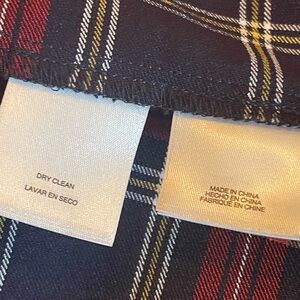 DRY CLEAN
LAVAR EN SECO
MADE IN CHINA
HECHO EN CHINA
FABRIQUÉ EN CHINE